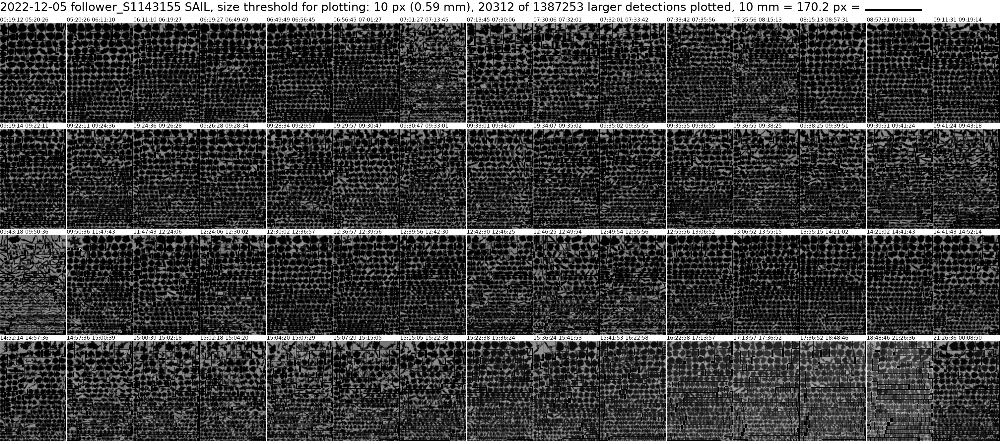 2022-12-05 follower_S1143155 SAIL, size threshold for plotting: 10 px (0.59 mm), 20312 of 1387253 larger detections plotted, 10 mm = 170.2 px =
00:19:12-05:20:26 05:20:26-06:11:10 06:11:10-06:19:27 06:19:27-06:49:49 06:49:49-06:56:45 06:56:45-07:01:27 07:01:27-07:13:45 07:13:45-07:30:06 07:30:06-07:32:01 07:32:01-07:33:42 07:33:42-07:35:56 07:35:56-08:15:13 08:15:13-08:57:31 08:57:31-09:11:31 09:11:31-09:19:14
09:19:14-09:22:11 09:22:11-09:24:36 09:24:36-09:26:28 09:26:28-09:28:34 09:28:34-09:29:57 09:29:57-09:30:47 09:30:47-09:33:01 09:33:01-09:34:07 09:34:07-09:35:02 09:35:02-09:35:55 09:35:55-09:36:55 09:36:55-09:38:25 09:38:25-09:39:51 09:39:51-09:41:24 09:41:24-09:43:18
09:43:18-09:50:36 09:50:36-11:47:43 11:47:43-12:24:06 12:24:06-12:30:02 12:30:02-12:36:57 12:36:57-12:39:56 12:39:56-12:42:30 12:42:30-12:46:25 12:46:25-12:49:54 12:49:54-12:55:56 12:55:56-13:06:52 13:06:52-13:55:15 13:55:15-14:21:02 14:21:02-14:41:43 14:41:43-14:52:14
14:52:14-14:57:36 14:57:36-15:00:39 15:00:39-15:02:18 15:02:18-15:04:20 15:04:20-15:07:29 15:07:29-15:15:05 15:15:05-15:22:38 15:22:38-15:36:24 15:36:24-15:41:53 15:41:53-16:22:58 16:22:58-17:13:57 17:13:57-17:36:52 17:36:52-18:48:46 18:48:46-21:26:36 21:26:36-00:08:50